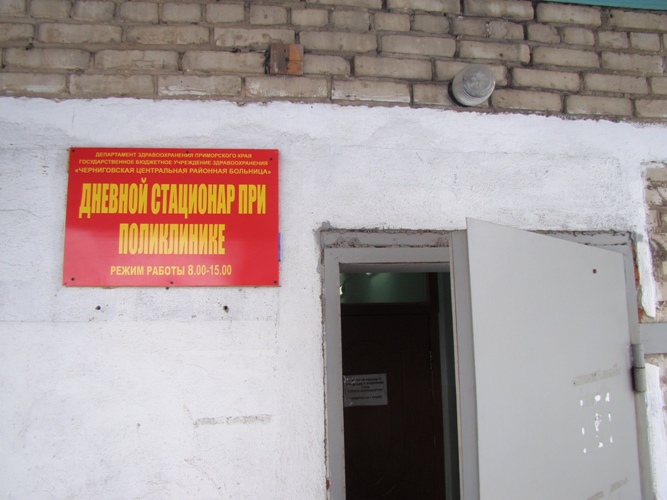 ДЕПАРТАМЕНТ ЗДРАВООХРАНЕНИЯ ПРИМОРСКОГО КРАЯ
ГОСУДАРСТВЕННОЕ БЮДЖЕТНОЕ УЧРЕЖДЕНИЕ ЗДРАВООХРАНЕНИЯ
«ЧЕРНИГОВСКАЯ ЦЕНТРАЛЬНАЯ РАЙОННАЯ БОЛЬНИЦА»
ДНЕВНОЙ СТАЦИОНАР ПРИ
ПОЛИКЛИНИКЕ
РЕЖИМ РАБОТЫ 8.00-15.00